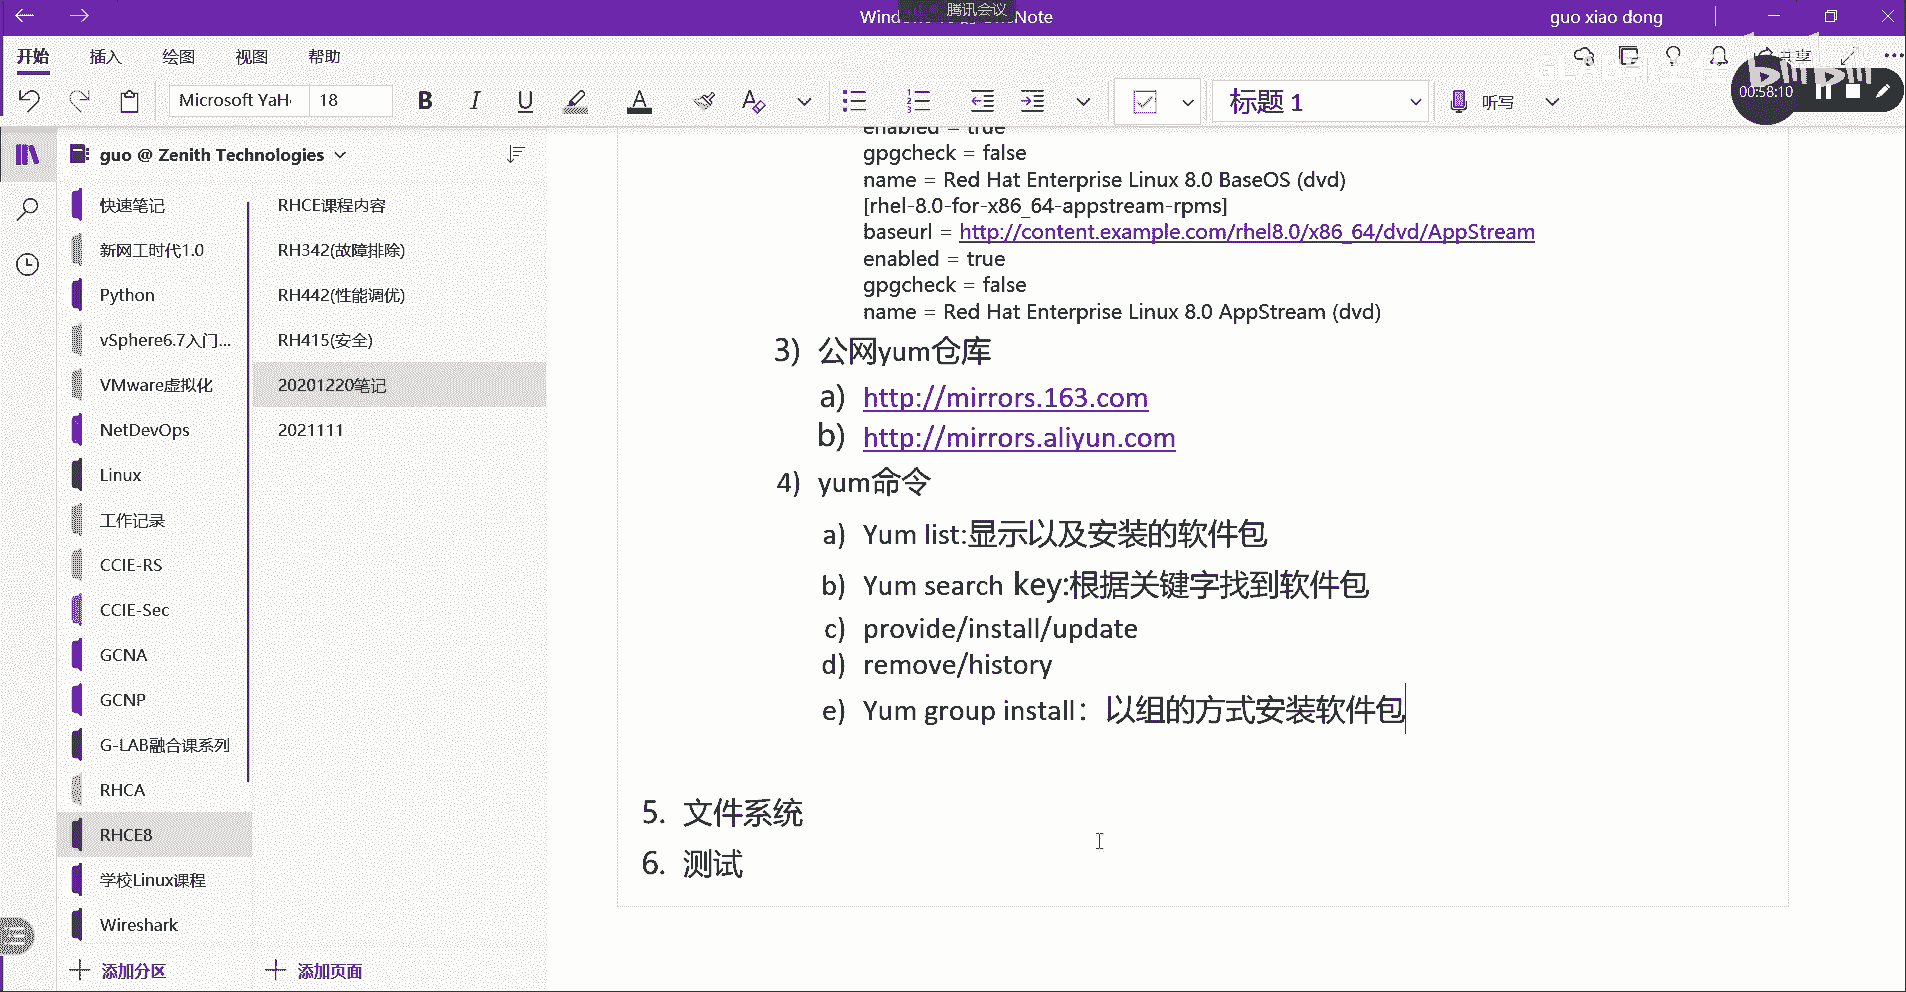 腾讯会议
guo xiao dong
开始 插入 绘图 视图 帮助
00:58:10
Microsoft YaH 18
标题 1
听写
guo @ Zenith Technologies
快速笔记
新网工时代1.0
Python
vSphere6.7入门...
VMware虚拟化
NetDevOps
Linux
工作记录
CCIE-RS
CCIE-Sec
GCNA
GCNP
G-LAB融合课系列
RHCA
RHCE8
学校Linux课程
Wireshark
添加分区
RHCE课程内容
RH342(故障排除)
RH442(性能调优)
RH415(安全)
20201220笔记
2021111
添加页面
enabled = true
gpgcheck = false
name = Red Hat Enterprise Linux 8.0 BaseOS (dvd)
[rhel-8.0-for-x86_64-appstream-rpms]
baseurl = http://content.example.com/rhel8.0/x86_64/dvd/AppStream
enabled = true
gpgcheck = false
name = Red Hat Enterprise Linux 8.0 AppStream (dvd)
3) 公网yum仓库
a) http://mirrors.163.com
b) http://mirrors.aliyun.com
4) yum命令
a) Yum list:显示以及安装的软件包
b) Yum search key:根据关键字找到软件包
c) provide/install/update
d) remove/history
e) Yum group install：以组的方式安装软件包
5. 文件系统
6. 测试